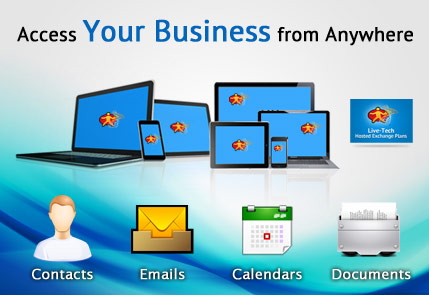 Access Your Business from Anywhere
Live-Tech
Hosted Exchange Plans
Contacts
Emails
Calendars
Documents